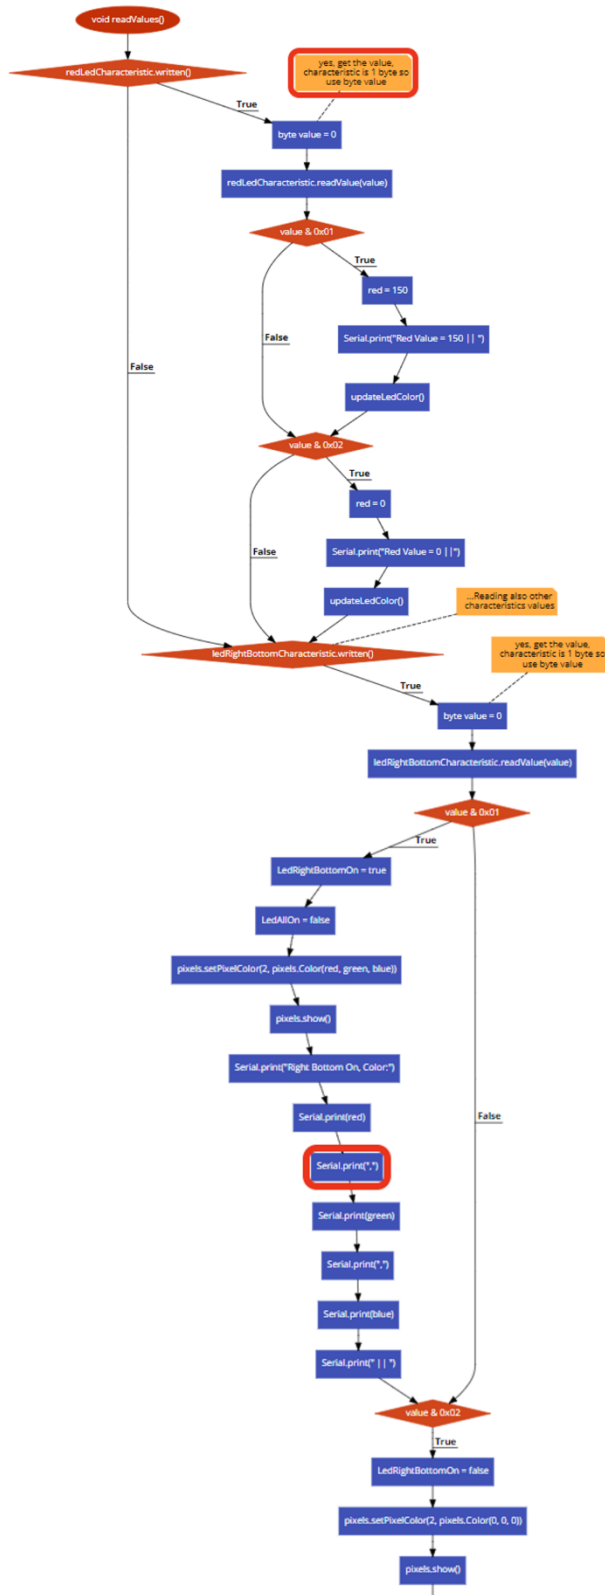 void readValues()
redLedCharacteristic.written()
yes, get the value,
characteristic is 1 byte so
use byte value
True
byte value = 0
redLedCharacteristic.readValue(value)
value & 0x01
True
red = 150
False
Serial.print("Red Value = 150 || ")
False
updateLedColor()
value & 0x02
True
red = 0
False
Serial.print("Red Value = 0 ||")
updateLedColor()
...Reading also other
characteristics values
ledRightBottomCharacteristic.written()
yes, get the value,
characteristic is 1 byte so
use byte value
True
byte value = 0
ledRightBottomCharacteristic.readValue(value)
value & 0x01
True
LedRightBottomOn = true
LedAllOn = false
pixels.setPixelColor(2, pixels.Color(red, green, blue))
pixels.show()
Serial.print("Right Bottom On, Color:")
Serial.print(red)
False
Serial.print(",")
Serial.print(green)
Serial.print(",")
Serial.print(blue)
Serial.print(" || ")
value & 0x02
True
LedRightBottomOn = false
pixels.setPixelColor(2, pixels.Color(0, 0, 0))
pixels.show()